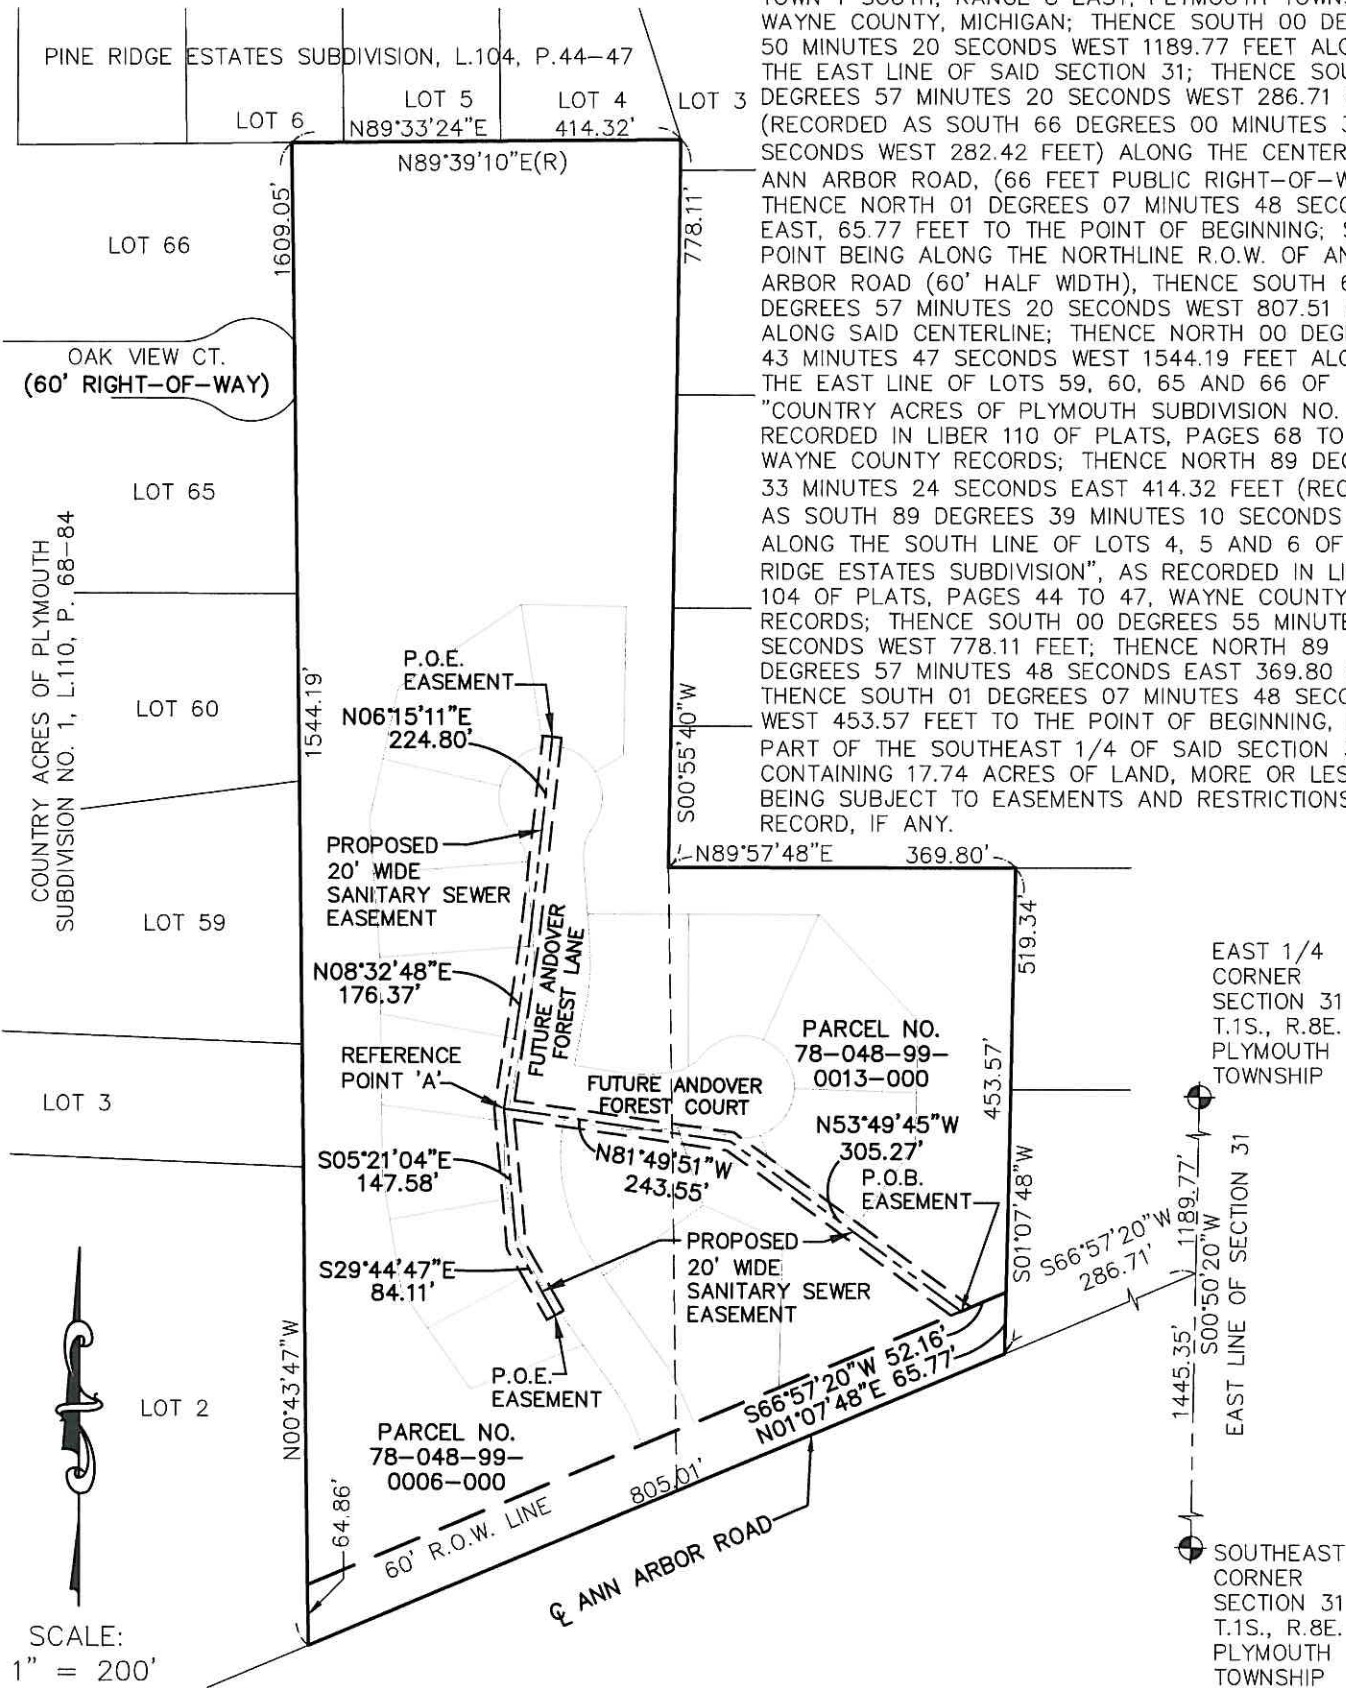 TOWN 1 SOUTH, RANGE 8 EAST, PLYMOUTH
WAYNE COUNTY, MICHIGAN; THENCE SOUTH 00
50 MINUTES 20 SECONDS WEST 1189.77 FEET
THE EAST LINE OF SAID SECTION 31; THENCE
DEGREES 57 MINUTES 20 SECONDS WEST 286.71
(RECORDED AS SOUTH 66 DEGREES 00 MINUTES
SECONDS WEST 282.42 FEET) ALONG THE
ANN ARBOR ROAD, (66 FEET PUBLIC
THENCE NORTH 01 DEGREES 07 MINUTES 48
EAST, 65.77 FEET TO THE POINT OF BEGINNING;
POINT BEING ALONG THE NORTHLINE R.O.W. OF
ARBOR ROAD (60' HALF WIDTH), THENCE SOUTH
DEGREES 57 MINUTES 20 SECONDS WEST 807.51
ALONG SAID CENTERLINE; THENCE NORTH 00
43 MINUTES 47 SECONDS WEST 1544.19 FEET
THE EAST LINE OF LOTS 59, 60, 65 AND 66 OF
"COUNTRY ACRES OF PLYMOUTH SUBDIVISION NO.
RECORDED IN LIBER 110 OF PLATS, PAGES 68 TO
WAYNE COUNTY RECORDS; THENCE NORTH 89
33 MINUTES 24 SECONDS EAST 414.32 FEET
AS SOUTH 89 DEGREES 39 MINUTES 10 SECONDS
ALONG THE SOUTH LINE OF LOTS 4, 5 AND 6 OF
RIDGE ESTATES SUBDIVISION", AS RECORDED IN
104 OF PLATS, PAGES 44 TO 47, WAYNE COUNTY
RECORDS; THENCE SOUTH 00 DEGREES 55
SECONDS WEST 778.11 FEET; THENCE NORTH 89
DEGREES 57 MINUTES 48 SECONDS EAST 369.80
THENCE SOUTH 01 DEGREES 07 MINUTES 48
WEST 453.57 FEET TO THE POINT OF BEGINNING,
PART OF THE SOUTHEAST 1/4 OF SAID SECTION
CONTAINING 17.74 ACRES OF LAND, MORE OR
BEING SUBJECT TO EASEMENTS AND RESTRICTIONS
RECORD, IF ANY.
PINE RIDGE ESTATES SUBDIVISION, L.104, P.44-47
LOT 6
LOT 5
LOT 4
LOT 3
N89°33'24"E 414.32'
N89°39'10"E(R)
1609.05'
778.11'
LOT 66
OAK VIEW CT.
(60' RIGHT-OF-WAY)
LOT 65
COUNTRY ACRES OF PLYMOUTH
SUBDIVISION NO. 1, L.110, P. 68-84
LOT 60
1544.19'
P.O.E.
EASEMENT
N06°15'11"E
224.80'
S00°55'40"W
PROPOSED
20' WIDE
SANITARY SEWER
EASEMENT
N89°57'48"E 369.80'
LOT 59
FUTURE ANDOVER
FOREST LANE
519.34'
N08°32'48"E
176.37'
EAST 1/4
CORNER
SECTION 31
T.1S., R.8E.
PLYMOUTH
TOWNSHIP
PARCEL NO.
78-048-99-
0013-000
REFERENCE
POINT 'A'
FUTURE ANDOVER
FOREST COURT
453.57'
LOT 3
N53°49'45"W
305.27'
S05°21'04"E
147.58'
N81°49'51"W
243.55'
P.O.B.
EASEMENT
S01°07'48"W
1189.77'
S00°50'20"W
EAST LINE OF SECTION 31
S66°57'20"W
286.71'
PROPOSED
20' WIDE
SANITARY SEWER
EASEMENT
S29°44'47"E
84.11'
P.O.E.
EASEMENT
N00°43'47"W
S66°57'20"W 52.16'
N01°07'48"E 65.77'
1445.35'
LOT 2
PARCEL NO.
78-048-99-
0006-000
805.01'
64.86'
60' R.O.W. LINE
℄ ANN ARBOR ROAD
SOUTHEAST
CORNER
SECTION 31
T.1S., R.8E.
PLYMOUTH
TOWNSHIP
SCALE:
1" = 200'